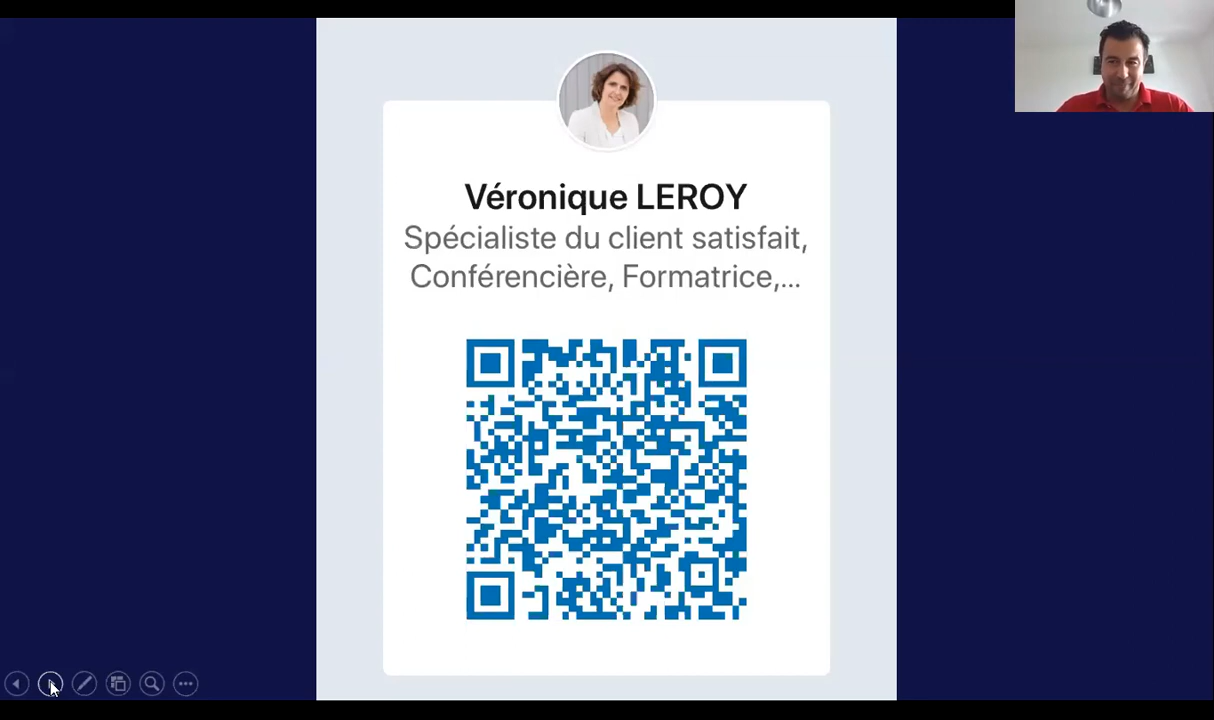 Véronique LEROY
Spécialiste du client satisfait,
Conférencière, Formatrice,...